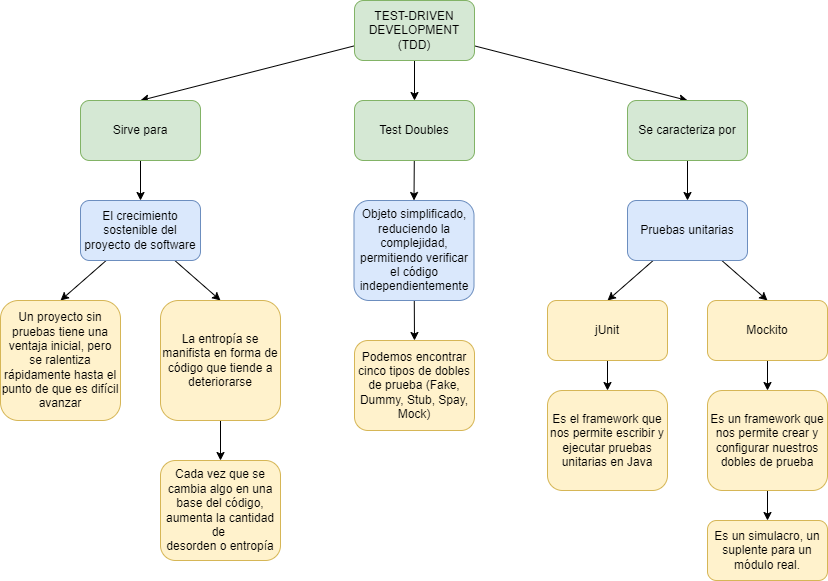 TEST-DRIVEN
DEVELOPMENT
(TDD)
Sirve para
Test Doubles
Se caracteriza por
El crecimiento
sostenible del
proyecto de software
Objeto simplificado,
reduciendo la
complejidad,
permitiendo verificar
el código
independientemente
Pruebas unitarias
Un proyecto sin
pruebas tiene una
ventaja inicial, pero
se ralentiza
rápidamente hasta el
punto de que es difícil
avanzar
La entropía se
manifista en forma de
código que tiende a
deteriorarse
Podemos encontrar
cinco tipos de dobles
de prueba (Fake,
Dummy, Stub, Spay,
Mock)
jUnit
Mockito
Es el framework que
nos permite escribir y
ejecutar pruebas
unitarias en Java
Es un framework que
nos permite crear y
configurar nuestros
dobles de prueba
Cada vez que se
cambia algo en una
base del código,
aumenta la cantidad
de
desorden o entropía
Es un simulacro, un
suplente para un
módulo real.